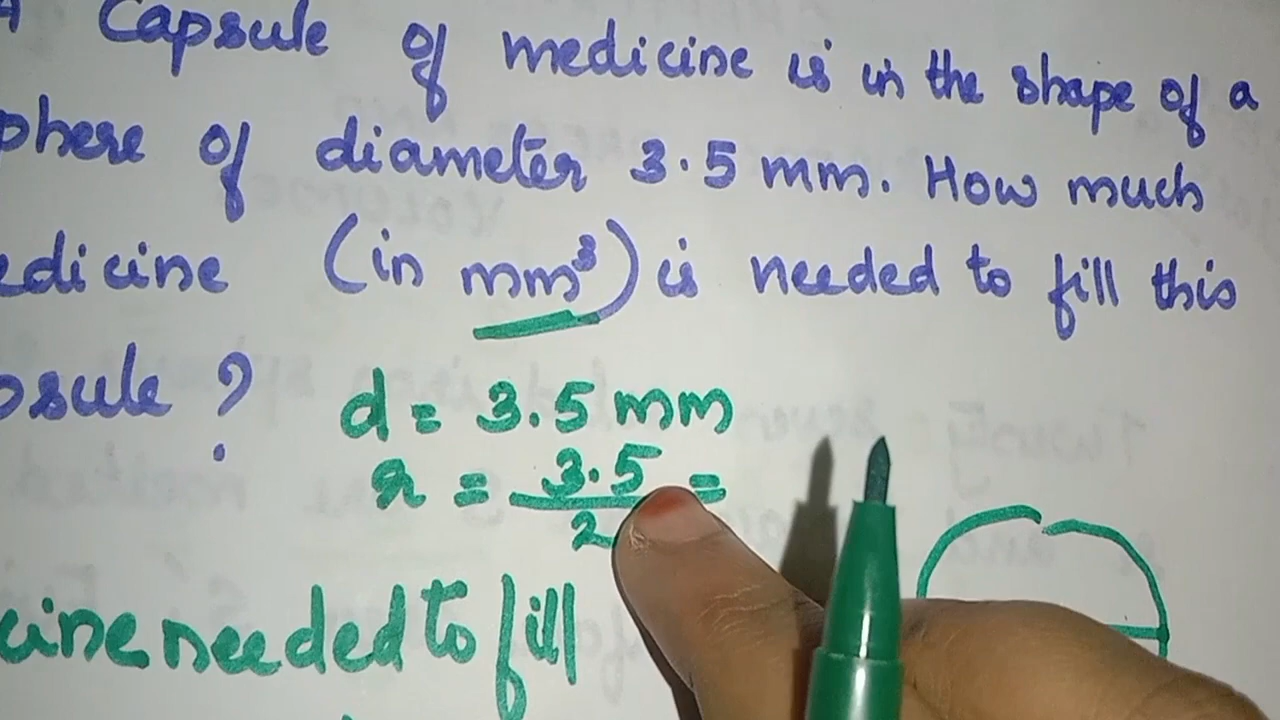 A Capsule of medicine is in the shape of a
phere of diameter 3.5 mm. How much
edicine (in mm³) is needed to fill this
psule ?
d = 3.5 mm
r = 3.5/2 =
cine needed to fill